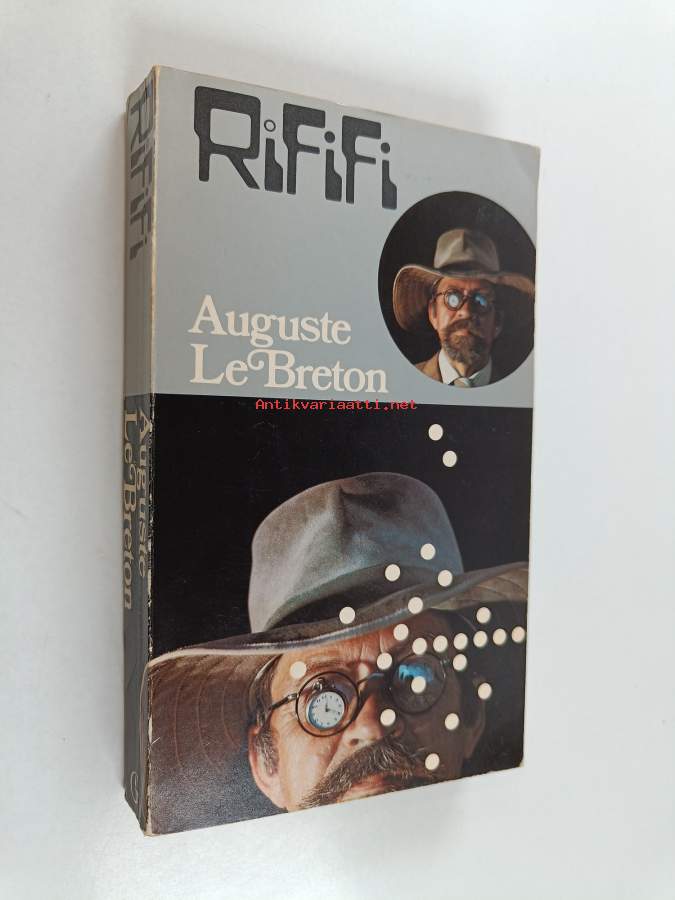 RiFiFi
Auguste
Le Breton
Antikvariaatti.net
RiFiFi
Auguste
Le Breton